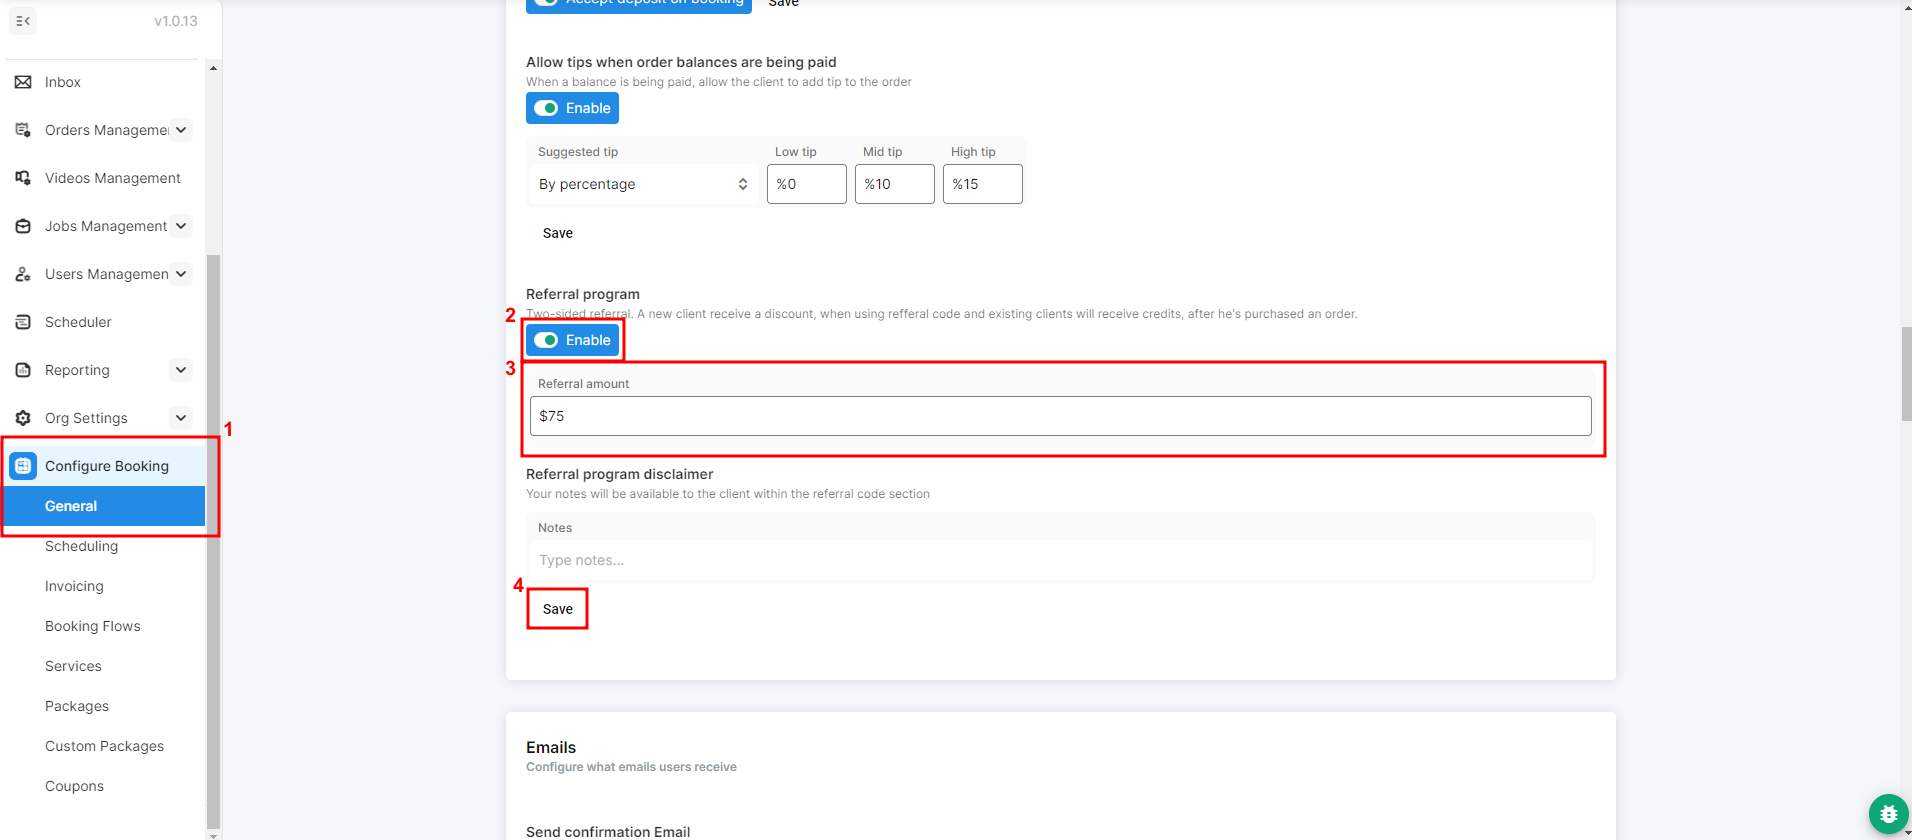 v1.0.13
Inbox
Orders Managemer
Videos Management
Jobs Management
Users Managemen
Scheduler
Reporting
Org Settings
1
Configure Booking
General
Scheduling
Invoicing
Booking Flows
Services
Packages
Custom Packages
Coupons
Accept deposit on booking Save
Allow tips when order balances are being paid
When a balance is being paid, allow the client to add tip to the order
Enable
Suggested tip Low tip Mid tip High tip
By percentage %0 %10 %15
Save
Referral program
2
Two-sided referral. A new client receive a discount, when using refferal code and existing clients will receive credits, after he's purchased an order.
Enable
3
Referral amount
$75
Referral program disclaimer
Your notes will be available to the client within the referral code section
Notes
Type notes...
4
Save
Emails
Configure what emails users receive
Send confirmation Email